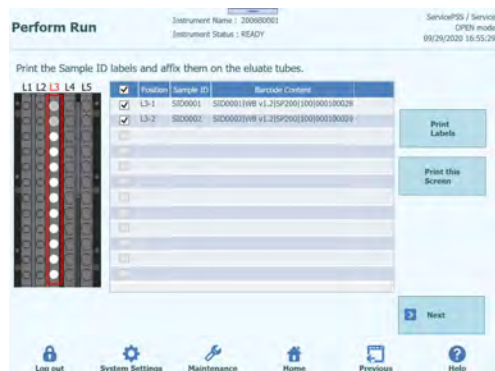 Perform Run
Instrument Name : 200680001
Instrument Status : READY
ServicePSS / Service
OPEN mode
09/29/2020 16:55:29
Print the Sample ID labels and affix them on the eluate tubes.
L1 L2 L3 L4 L5
Position Sample ID Barcode Content
L3-1 SID0001 SID0001|WB v1.2|SP200|100|000100028
L3-2 SID0002 SID0002|WB v1.2|SP200|100|000100029
Print Labels
Print this Screen
Next
Log out System Settings Maintenance Home Previous Help